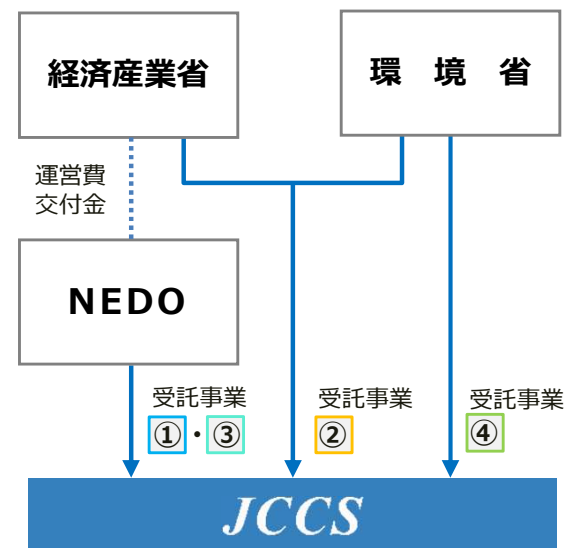 経済産業省
環 境 省
運営費
交付金
NEDO
受託事業
①・③
受託事業
②
受託事業
④
JCCS